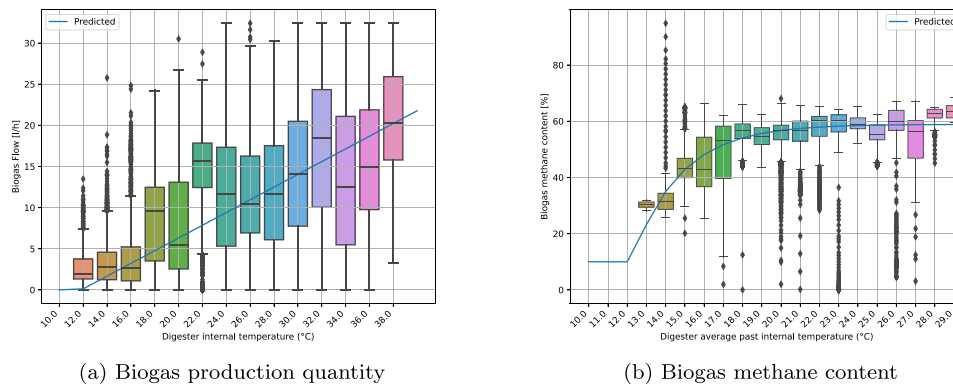 Predicted
30
25
20
15
10
5
0
Biogas Flow [l/h]
10.0 12.0 14.0 16.0 18.0 20.0 22.0 24.0 26.0 28.0 30.0 32.0 34.0 36.0 38.0
Digester internal temperature (°C)
(a) Biogas production quantity
Predicted
80
60
40
20
0
Biogas methane content [%]
10.0 11.0 12.0 13.0 14.0 15.0 16.0 17.0 18.0 19.0 20.0 21.0 22.0 23.0 24.0 25.0 26.0 27.0 28.0 29.0
Digester average past internal temperature (°C)
(b) Biogas methane content